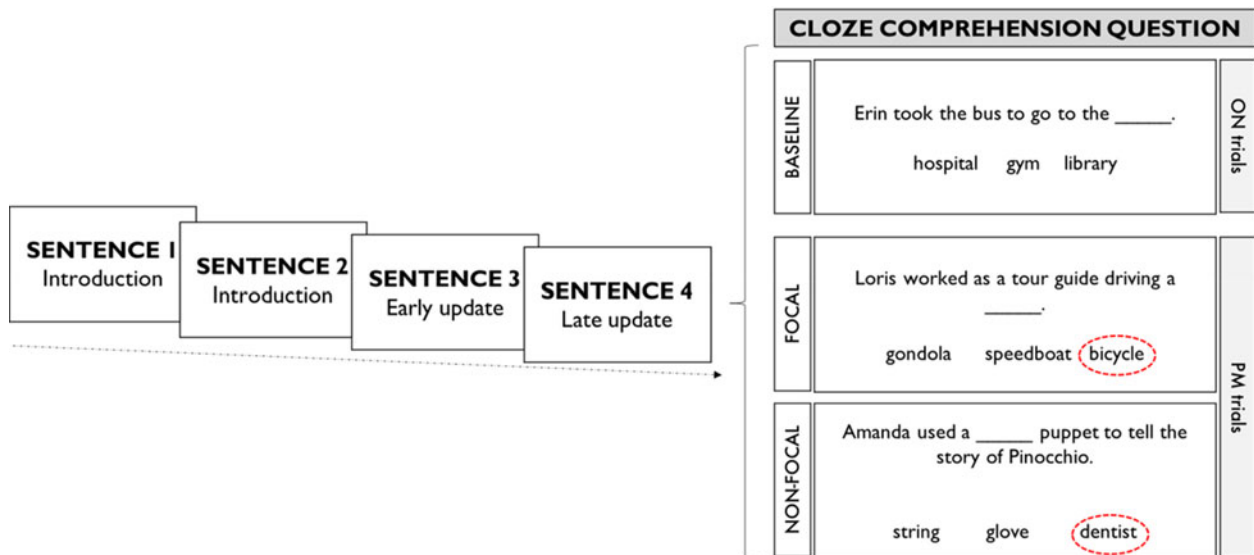 SENTENCE 1
Introduction
SENTENCE 2
Introduction
SENTENCE 3
Early update
SENTENCE 4
Late update
CLOZE COMPREHENSION QUESTION
BASELINE
Erin took the bus to go to the ______.
hospital gym library
ON trials
FOCAL
Loris worked as a tour guide driving a
______.
gondola speedboat bicycle
NON-FOCAL
Amanda used a ______ puppet to tell the
story of Pinocchio.
string glove dentist
PM trials